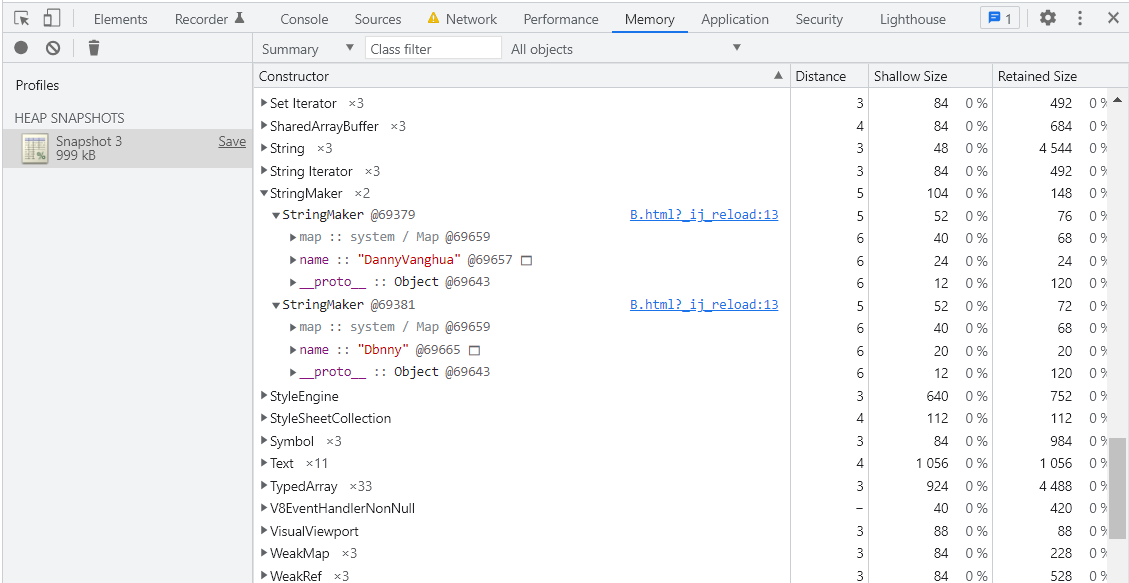 Elements Recorder Console Sources Network Performance Memory Application Security Lighthouse 1
Summary Class filter All objects
Profiles
HEAP SNAPSHOTS
Snapshot 3 Save
999 kB
Constructor Distance Shallow Size Retained Size
Set Iterator ×3 3 84 0 % 492 0 %
SharedArrayBuffer ×3 4 84 0 % 684 0 %
String ×3 3 48 0 % 4 544 0 %
String Iterator ×3 3 84 0 % 492 0 %
StringMaker ×2 5 104 0 % 148 0 %
StringMaker @69379 B.html?_ij_reload:13 5 52 0 % 76 0 %
map :: system / Map @69659 6 40 0 % 68 0 %
name :: "DannyVanghua" @69657 6 24 0 % 24 0 %
__proto__ :: Object @69643 6 12 0 % 120 0 %
StringMaker @69381 B.html?_ij_reload:13 5 52 0 % 72 0 %
map :: system / Map @69659 6 40 0 % 68 0 %
name :: "Dbnny" @69665 6 20 0 % 20 0 %
__proto__ :: Object @69643 6 12 0 % 120 0 %
StyleEngine 3 640 0 % 752 0 %
StyleSheetCollection 4 112 0 % 112 0 %
Symbol ×3 3 84 0 % 984 0 %
Text ×11 4 1 056 0 % 1 056 0 %
TypedArray ×33 3 924 0 % 4 488 0 %
V8EventHandlerNonNull – 40 0 % 420 0 %
VisualViewport 3 88 0 % 88 0 %
WeakMap ×3 3 84 0 % 228 0 %
WeakRef ×3 3 84 0 % 528 0 %